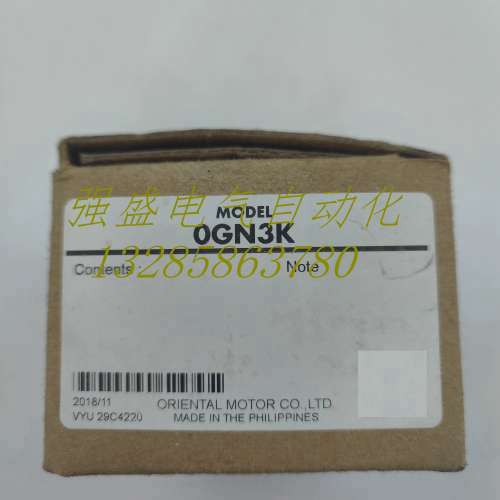 强盛电气自动化
MODEL
0GN3K
13285863780
Contents :
Note
2018/11
VYU 29C4220
ORIENTAL MOTOR CO., LTD.
MADE IN THE PHILIPPINES